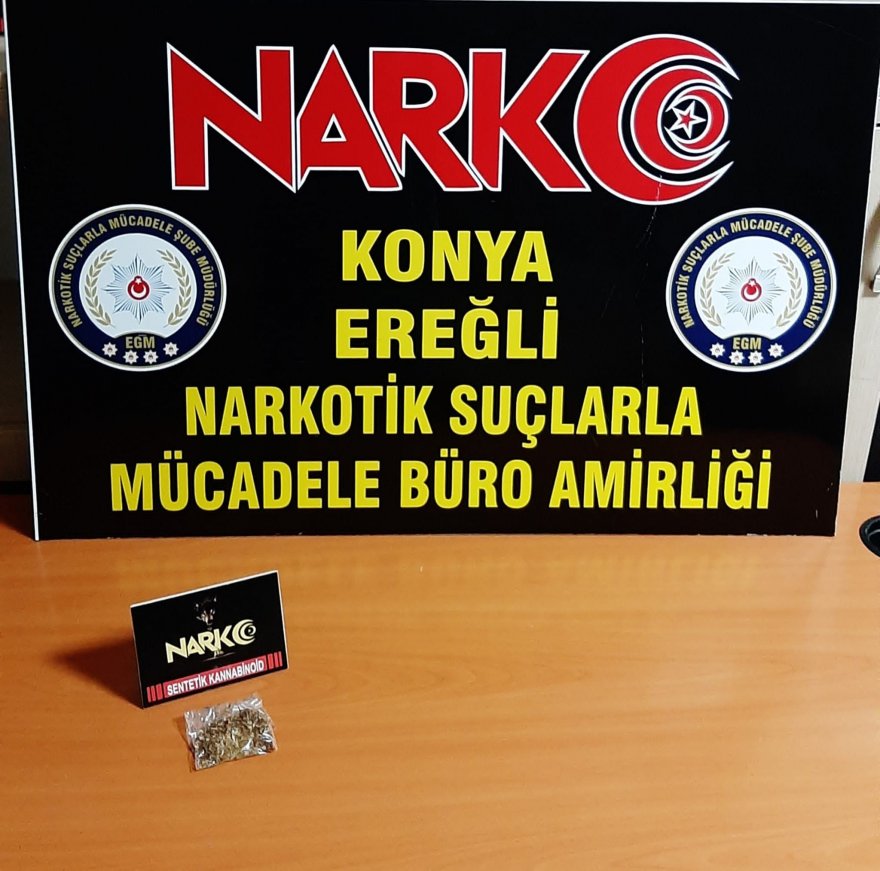 NARKO
NARKOTİK SUÇLARLA MÜCADELE ŞUBE MÜDÜRLÜĞÜ
EGM
NARKOTİK SUÇLARLA MÜCADELE ŞUBE MÜDÜRLÜĞÜ
EGM
KONYA
EREĞLİ
NARKOTİK SUÇLARLA
MÜCADELE BÜRO AMİRLİĞİ
NARKO
SENTETİK KANNABİNOİD